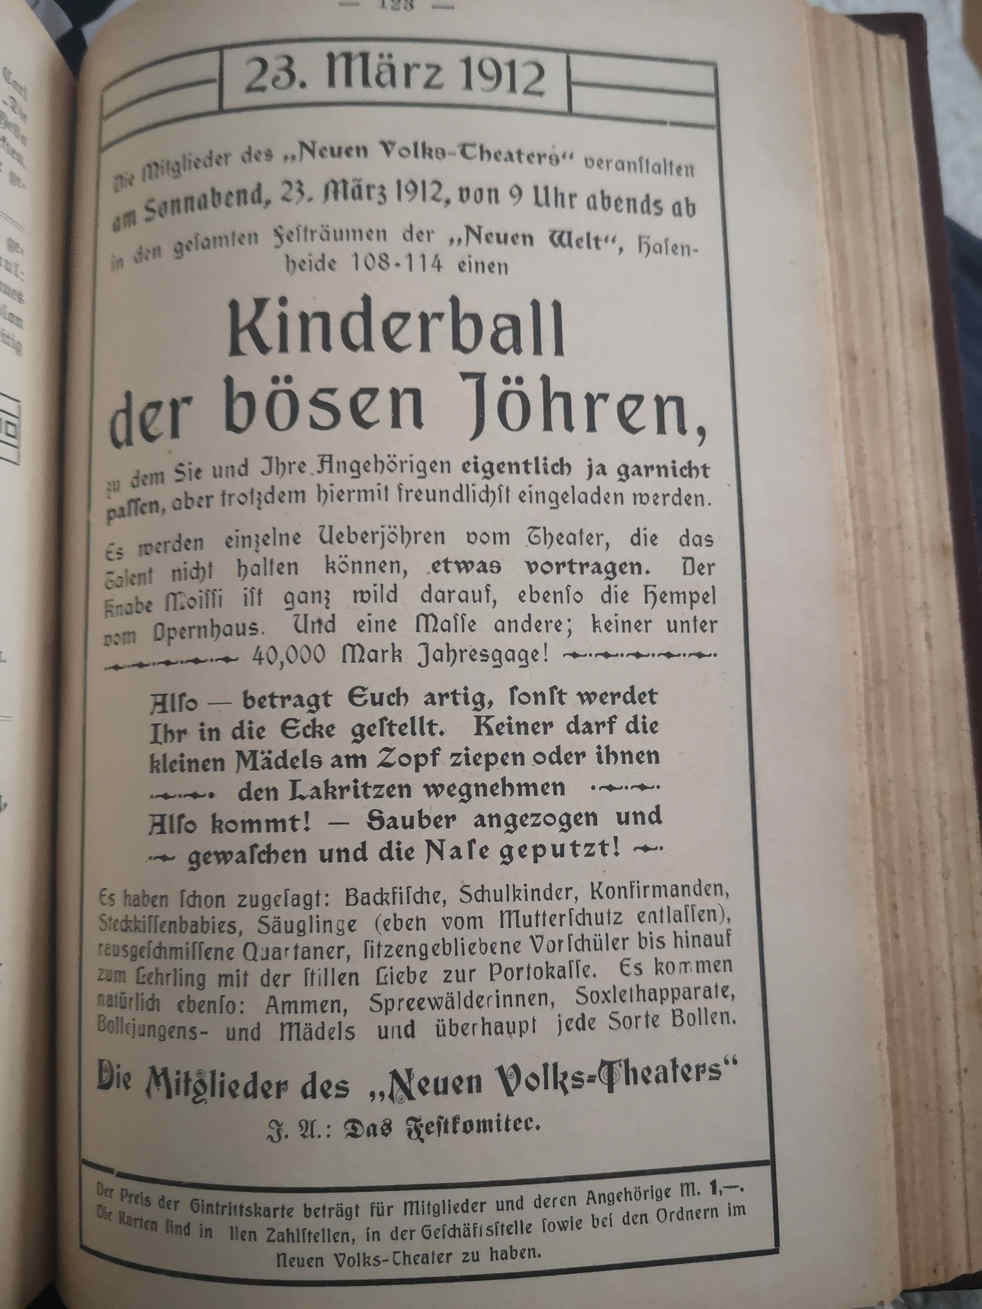 — 123 —
23. März 1912
Die Mitglieder des „Neuen Volks-Theaters“ veranſtalten
am Sonnabend, 23. März 1912, von 9 Uhr abends ab
in den geſamten Feſträumen der „Neuen Welt“, Haſen-
heide 108-114 einen
Kinderball
der bösen Jöhren,
zu dem Sie und Ihre Angehörigen eigentlich ja garnicht
paſſen, aber trotzdem hiermit freundlichſt eingeladen werden.
Es werden einzelne Ueberjöhren vom Theater, die das
Talent nicht halten können, etwas vortragen. Der
Knabe Moiſſi iſt ganz wild darauf, ebenſo die Hempel
vom Opernhaus. Und eine Maſſe andere; keiner unter
40,000 Mark Jahresgage!
Alſo — betragt Euch artig, ſonſt werdet
Ihr in die Ecke geſtellt. Keiner darf die
kleinen Mädels am Zopf ziepen oder ihnen
den Lakritzen wegnehmen
Alſo kommt! — Sauber angezogen und
gewaſchen und die Naſe geputzt!
Es haben ſchon zugeſagt: Backfiſche, Schulkinder, Konfirmanden,
Steckkiſſenbabies, Säuglinge (eben vom Mutterſchutz entlaſſen),
rausgeſchmiſſene Quartaner, ſitzengebliebene Vorſchüler bis hinauf
zum Lehrling mit der ſtillen Liebe zur Portokaſſe. Es kommen
natürlich ebenſo: Ammen, Spreewälderinnen, Soxlethapparate,
Bollejungens- und Mädels und überhaupt jede Sorte Bollen.
Die Mitglieder des „Neuen Volks-Theaters“
J. A.: Das Feſtkomitee.
Der Preis der Eintrittskarte beträgt für Mitglieder und deren Angehörige M. 1,—.
Die Karten ſind in llen Zahlſtellen, in der Geſchäftsſtelle ſowie bei den Ordnern im
Neuen Volks-Theater zu haben.